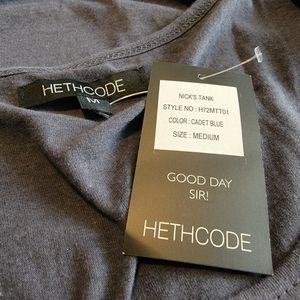 HETHCODE
M
NICK'S TANK
STYLE NO : H72MTT01
COLOR : CADET BLUE
SIZE : MEDIUM
GOOD DAY
SIR!
HETHCODE